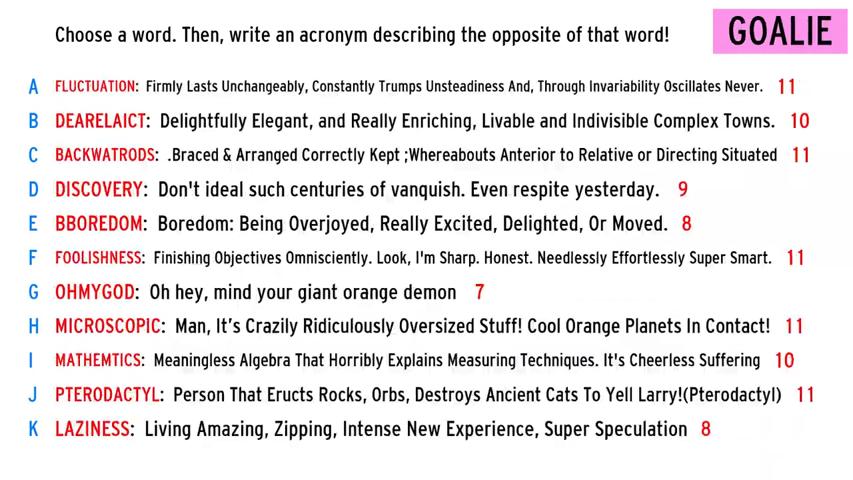 Choose a word. Then, write an acronym describing the opposite of that word!
GOALIE
A FLUCTUATION: Firmly Lasts Unchangeably, Constantly Trumps Unsteadiness And, Through Invariability Oscillates Never. 11
B DEARELAICT: Delightfully Elegant, and Really Enriching, Livable and Indivisible Complex Towns. 10
C BACKWATRODS: .Braced & Arranged Correctly Kept ;Whereabouts Anterior to Relative or Directing Situated 11
D DISCOVERY: Don't ideal such centuries of vanquish. Even respite yesterday. 9
E BBOREDOM: Boredom: Being Overjoyed, Really Excited, Delighted, Or Moved. 8
F FOOLISHNESS: Finishing Objectives Omnisciently. Look, I'm Sharp. Honest. Needlessly Effortlessly Super Smart. 11
G OHMYGOD: Oh hey, mind your giant orange demon 7
H MICROSCOPIC: Man, It's Crazily Ridiculously Oversized Stuff! Cool Orange Planets In Contact! 11
I MATHEMTICS: Meaningless Algebra That Horribly Explains Measuring Techniques. It's Cheerless Suffering 10
J PTERODACTYL: Person That Eructs Rocks, Orbs, Destroys Ancient Cats To Yell Larry!(Pterodactyl) 11
K LAZINESS: Living Amazing, Zipping, Intense New Experience, Super Speculation 8